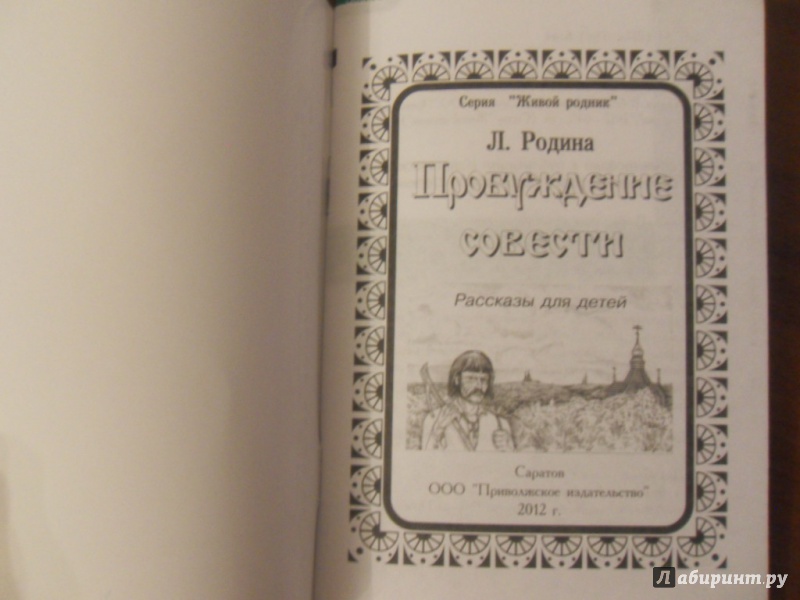 Серия "Живой родник"
Л. Родина
Пробуждение
совести
Рассказы для детей
Саратов
ООО "Приволжское издательство"
2012 г.
Лабиринт.ру